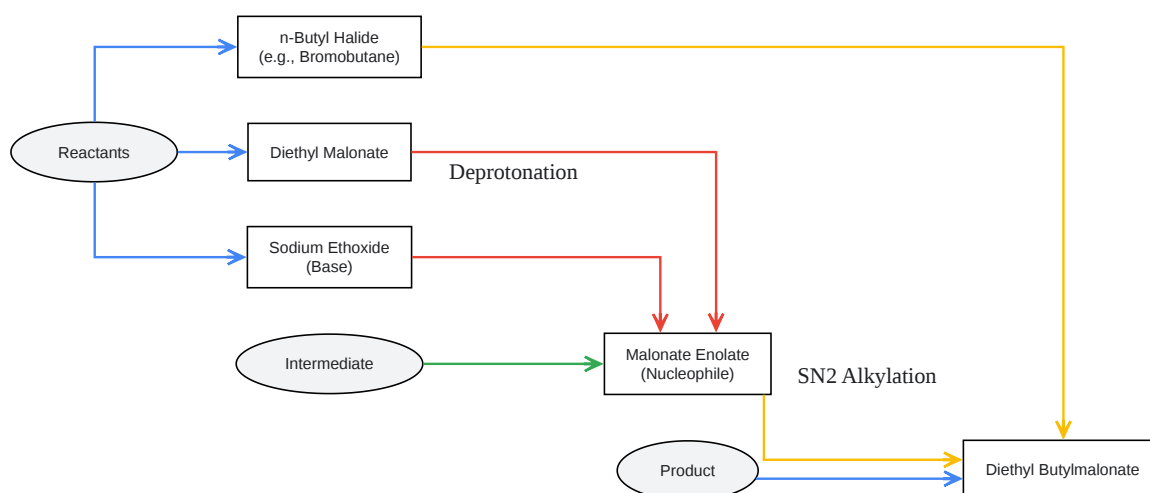 n-Butyl Halide
(e.g., Bromobutane)
Reactants
Diethyl Malonate
Deprotonation
Sodium Ethoxide
(Base)
Intermediate
Malonate Enolate
(Nucleophile)
SN2 Alkylation
Product
Diethyl Butylmalonate